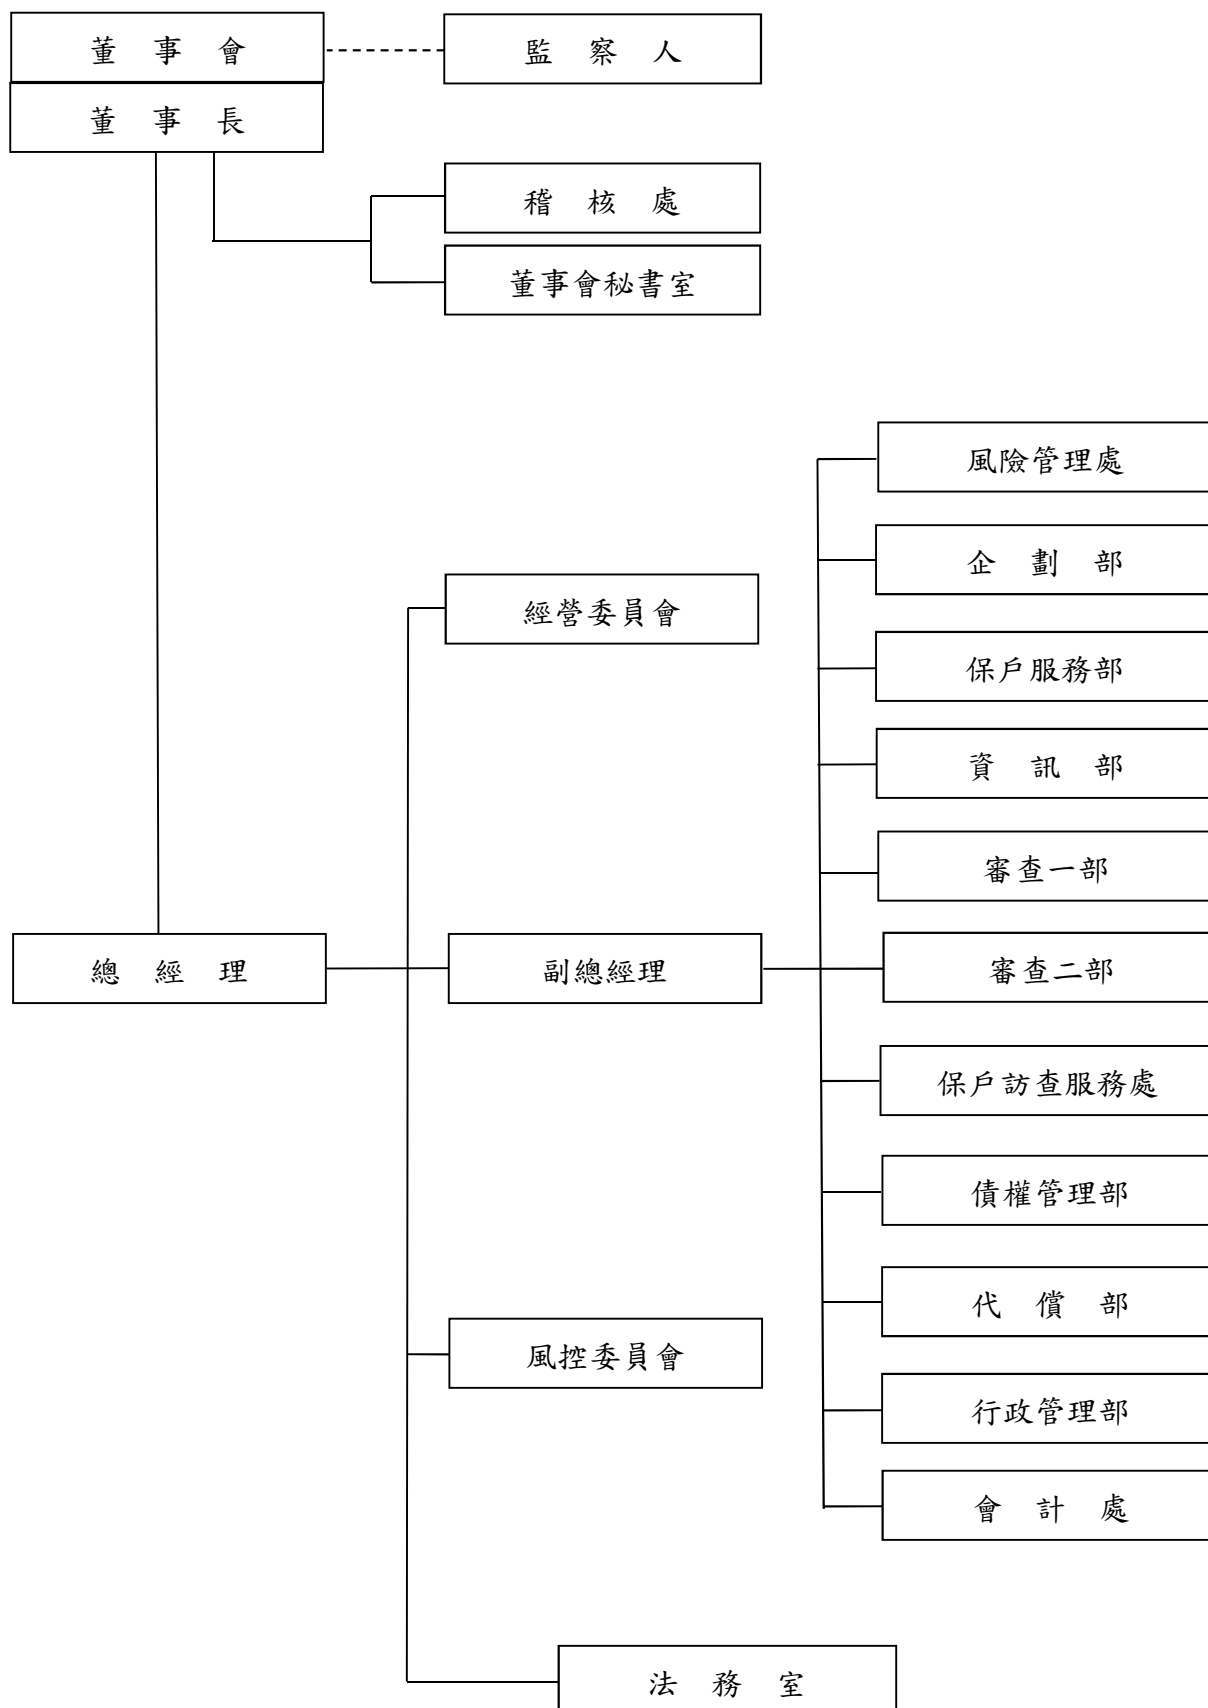 董事會
監察人
董事長
稽核處
董事會秘書室
風險管理處
企劃部
經營委員會
保戶服務部
資訊部
審查一部
總經理
副總經理
審查二部
保戶訪查服務處
債權管理部
代償部
風控委員會
行政管理部
會計處
法務室